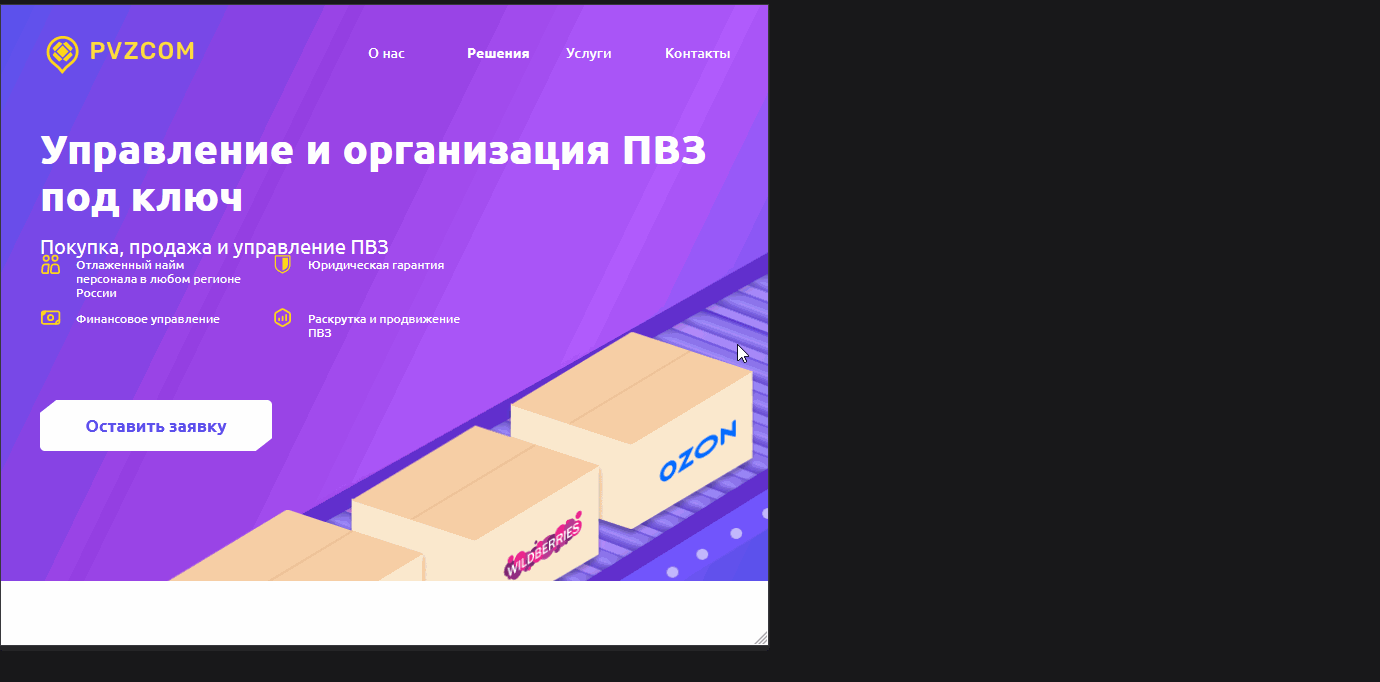 PVZCOM
О нас
Решения
Услуги
Контакты
Управление и организация ПВЗ
под ключ
Покупка, продажа и управление ПВЗ
Отлаженный найм
персонала в любом регионе
России
Юридическая гарантия
Финансовое управление
Раскрутка и продвижение
ПВЗ
Оставить заявку
OZON
WILDBERRIES